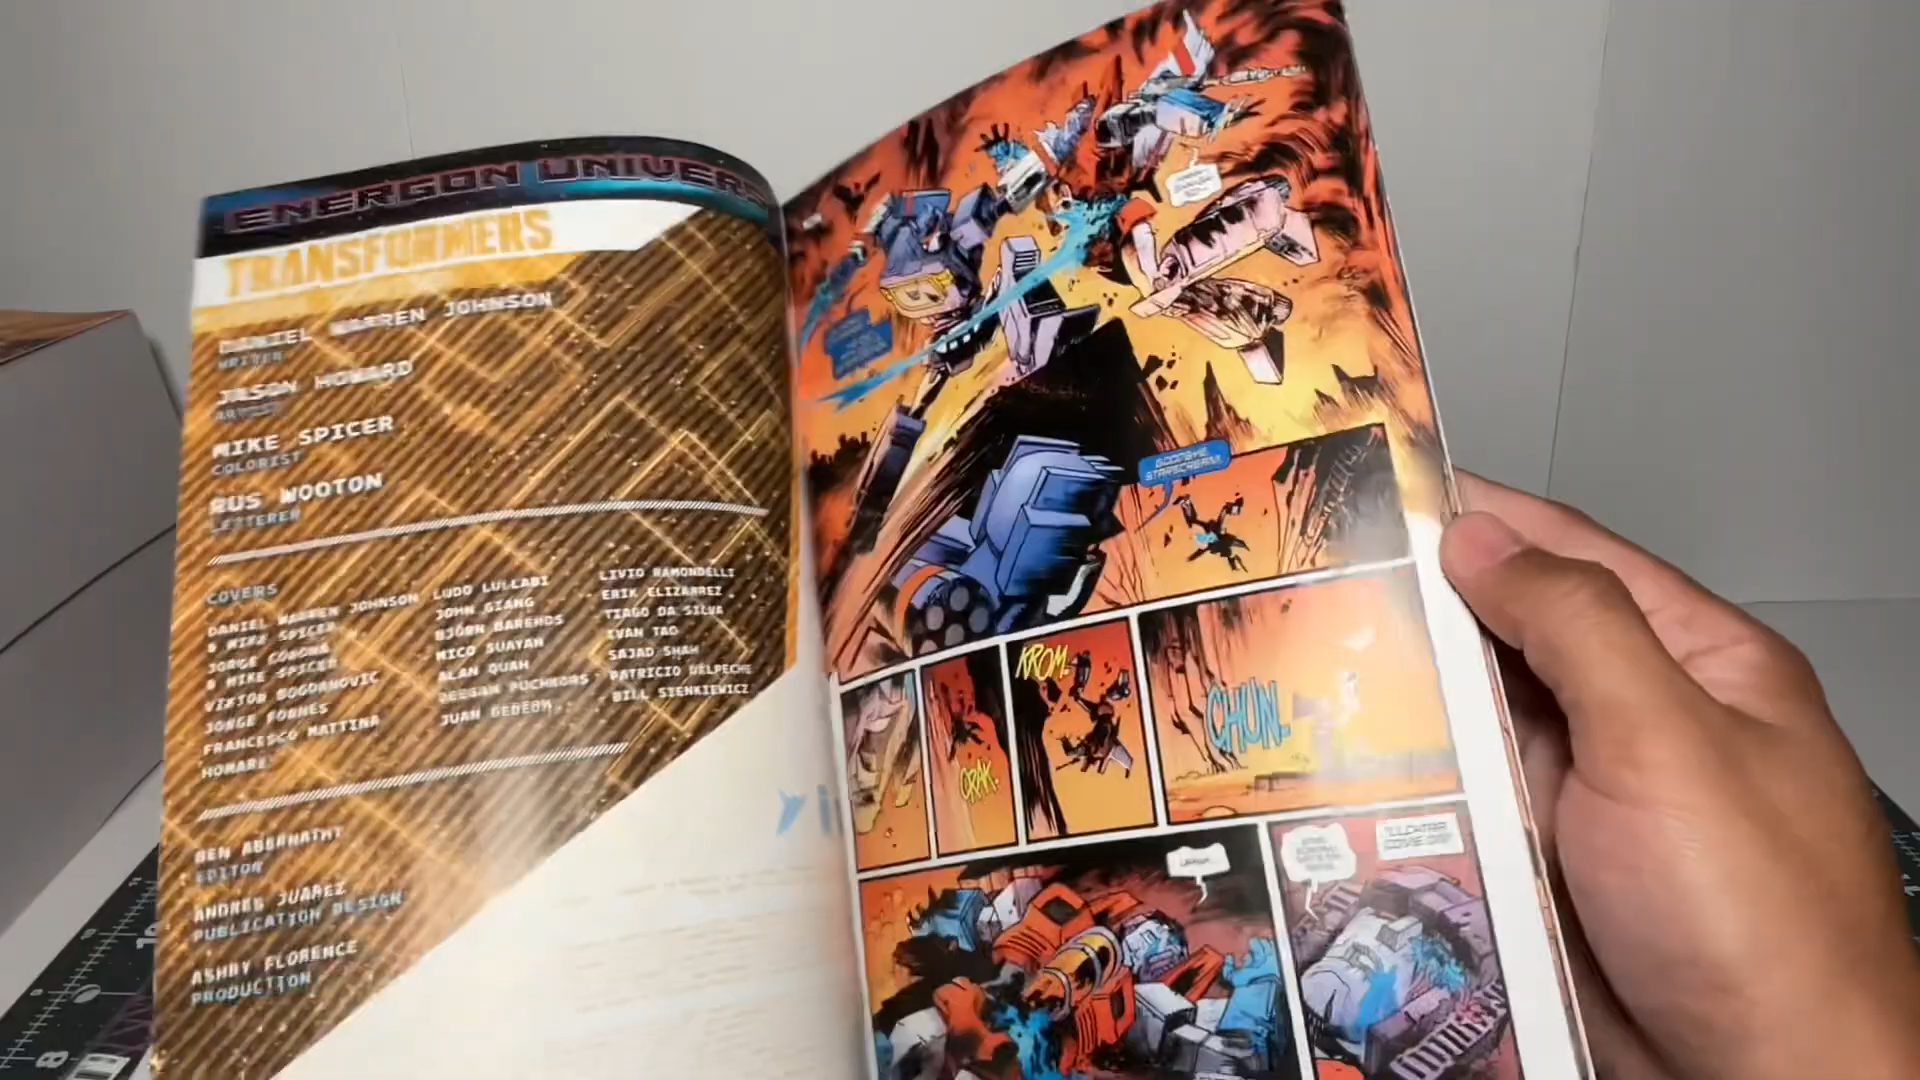 ENERGON UNIVER
TRANSFORMERS
DANIEL WARREN JOHNSON
WRITER
JASON HOWARD
ARTIST
MIKE SPICER
COLORIST
RUS WOOTON
LETTERER
COVERS
DANIEL WARREN JOHNSON
& MIKE SPICER
JORGE CORONA
& MIKE SPICER
VIKTOR BOGDANOVIC
JORGE FORNÉS
FRANCESCO MATTINA
HOMARE
LUDO LULLABI
JOHN GIANG
BJÖRN BARENDS
MICO SUAYAN
ALAN QUAH
PUCHKORS
JUAN GEDEON
LIVIO RAMONDELLI
ERIK ELIZARREZ
TIAGO DA SILVA
IVAN TAO
SAJAD SHAH
PATRICIO DELPECHE
BILL SIENKIEWICZ
BEN ABERNATHY
EDITOR
ANDRES JUAREZ
PUBLICATION DESIGN
ASHBY FLORENCE
PRODUCTION
GOODBYE,
STARSCREAM.
KROM.
CRAK.
CHUN.
8